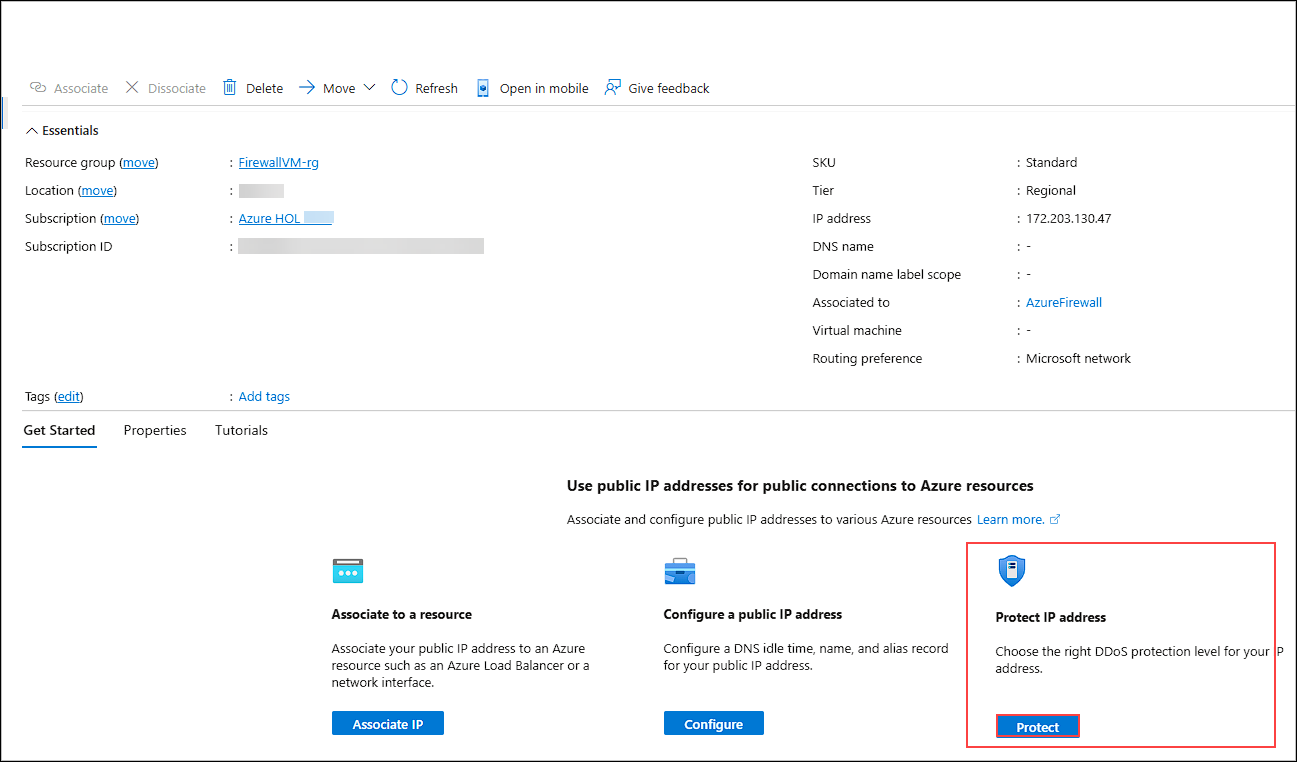 Associate Dissociate Delete Move Refresh Open in mobile Give feedback
Essentials
Resource group (move) : FirewallVM-rg
Location (move) :
Subscription (move) : Azure HOL
Subscription ID :
SKU : Standard
Tier : Regional
IP address : 172.203.130.47
DNS name : -
Domain name label scope : -
Associated to : AzureFirewall
Virtual machine : -
Routing preference : Microsoft network
Tags (edit) : Add tags
Get Started Properties Tutorials
Use public IP addresses for public connections to Azure resources
Associate and configure public IP addresses to various Azure resources Learn more.
Associate to a resource
Associate your public IP address to an Azure
resource such as an Azure Load Balancer or a
network interface.
Associate IP
Configure a public IP address
Configure a DNS idle time, name, and alias record
for your public IP address.
Configure
Protect IP address
Choose the right DDoS protection level for your IP
address.
Protect